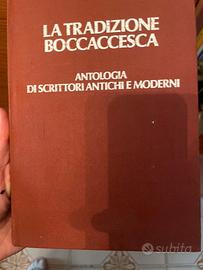 LA TRADIZIONE
BOCCACCESCA
ANTOLOGIA
DI SCRITTORI ANTICHI E MODERNI
subito